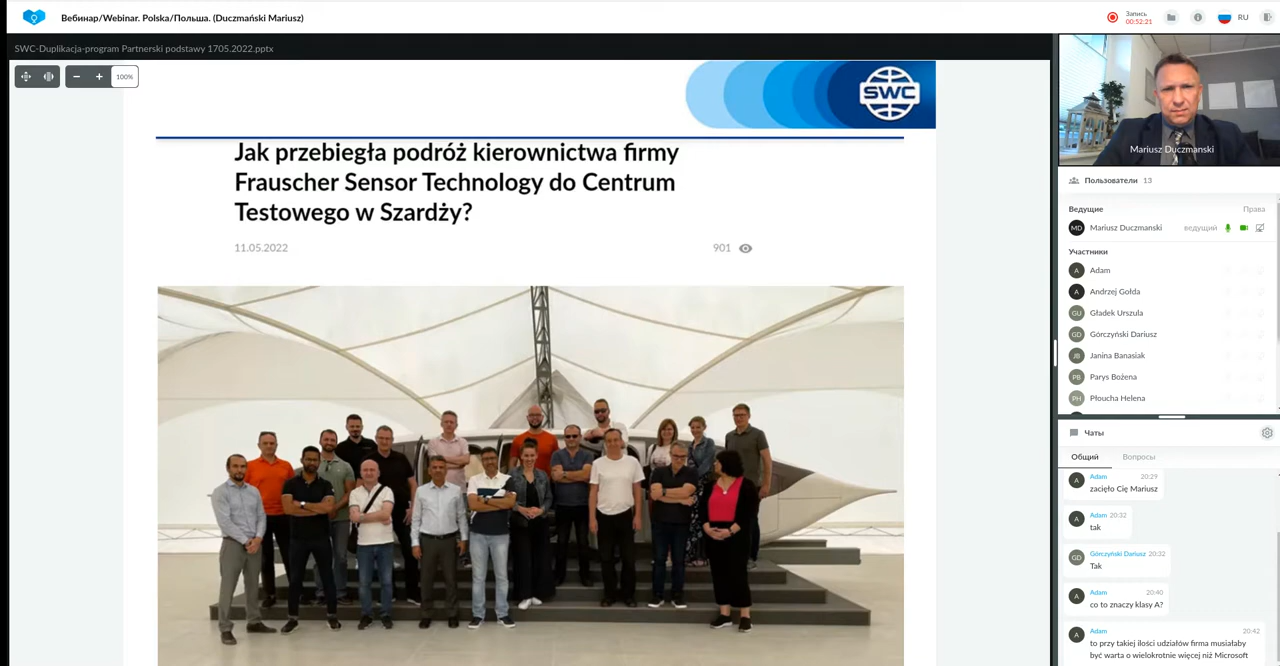 Вебинар/Webinar. Polska/Польша. (Duczmański Mariusz)
Запись
00:52:21
RU
SWC-Duplikacja-program Partnerski podstawy 1705.2022.pptx
100%
SWC
Jak przebiegła podróż kierownictwa firmy
Frauscher Sensor Technology do Centrum
Testowego w Szardży?
11.05.2022
901
Mariusz Duczmanski
Пользователи 13
Ведущие Права
MD Mariusz Duczmanski ведущий
Участники
A Adam
A Andrzej Gołda
GU Gładek Urszula
GD Górczyński Dariusz
JB Janina Banasiak
PB Parys Bożena
PH Płoucha Helena
Чаты
Общий Вопросы
A Adam 20:29
zacięło Cię Mariusz
A Adam 20:32
tak
GD Górczyński Dariusz 20:32
Tak
A Adam 20:40
co to znaczy klasy A?
A Adam 20:42
to przy takiej ilości udziałów firma musiałaby
być warta o wielokrotnie więcej niż Microsoft